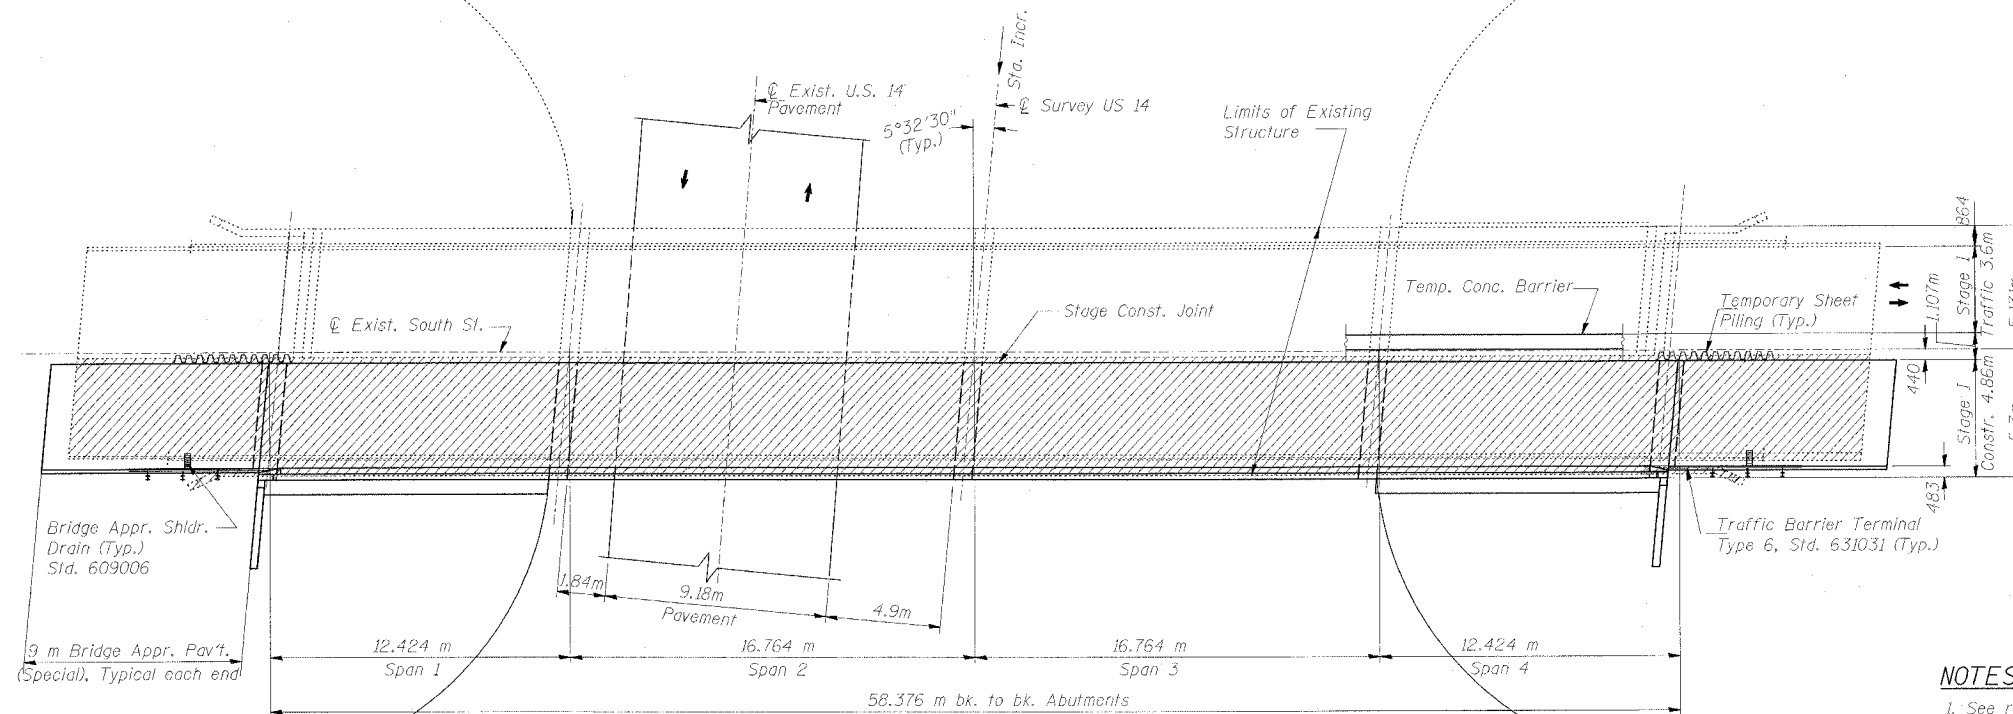 Sta. Incr.
℄ Exist. U.S. 14
Pavement
5°32'30"
(Typ.)
℄ Survey US 14
Limits of Existing
Structure
℄ Exist. South St.
Stage Const. Joint
Temp. Conc. Barrier
Temporary Sheet
Piling (Typ.)
864
Stage I
Traffic 3.6m
1.107m
440
Stage I
Constr. 4.86m
483
Bridge Appr. Shldr.
Drain (Typ.)
Std. 609006
Traffic Barrier Terminal
Type 6, Std. 631031 (Typ.)
1.84m
9.18m
Pavement
4.9m
9 m Bridge Appr. Pav't.
(Special), Typical each end
12.424 m
Span 1
16.764 m
Span 2
16.764 m
Span 3
12.424 m
Span 4
58.376 m bk. to bk. Abutments
NOTES
1. See